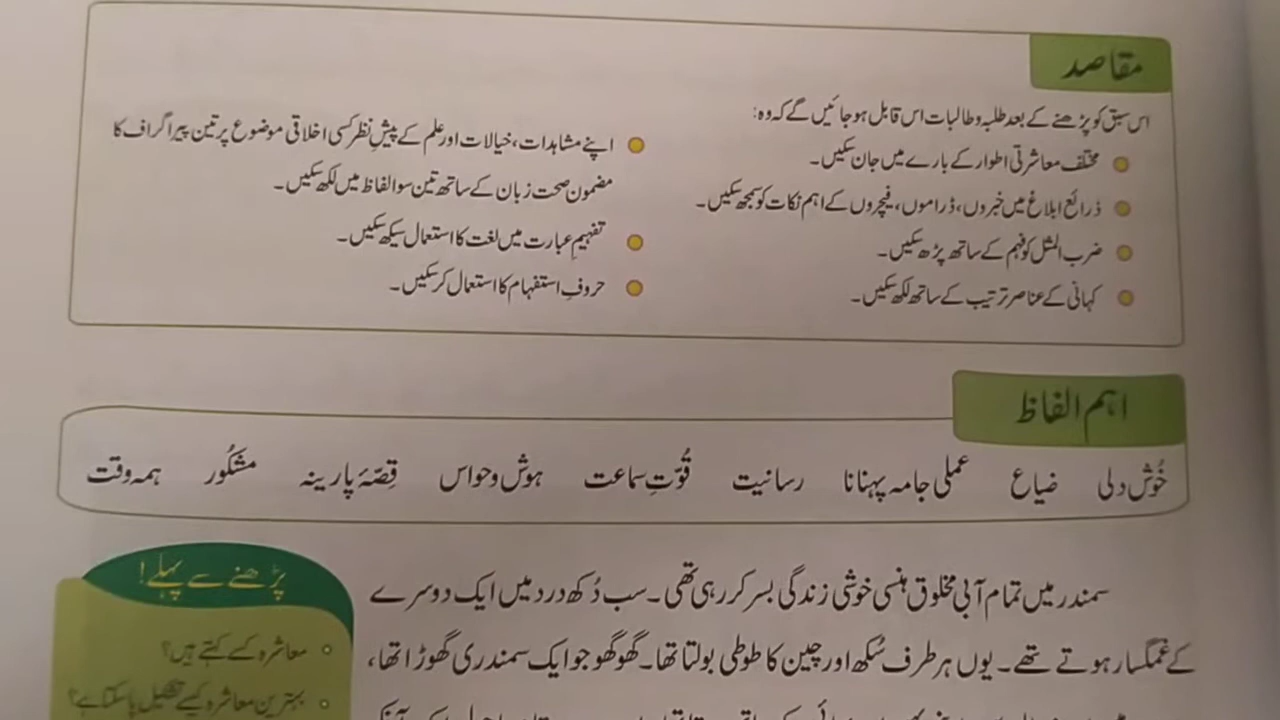 مقاصد
اس سبق کو پڑھنے کے بعد طلبہ و طالبات اس قابل ہو جائیں گے کہ وہ:
مختلف معاشرتی اطوار کے بارے میں جان سکیں۔
ذرائع ابلاغ میں خبروں، ڈراموں، فیچروں کے اہم نکات کو سمجھ سکیں۔
ضرب المثل کو فہم کے ساتھ پڑھ سکیں۔
کہانی کے عناصر ترتیب کے ساتھ لکھ سکیں۔
اپنے مشاہدات، خیالات اور علم کے پیشِ نظر کسی اخلاقی موضوع پر تین پیراگراف کا
مضمون صحت زبان کے ساتھ تین سو الفاظ میں لکھ سکیں۔
تفہیمِ عبارت میں لغت کا استعمال سیکھ سکیں۔
حروفِ استفہام کا استعمال کر سکیں۔
اہم الفاظ
خُوش دلی ضیاع عملی جامہ پہنانا رسانیت قُوّتِ سماعت ہوش و حواس قِصّۂ پارینہ مشکُور ہمہ وقت
سمندر میں تمام آبی مخلوق ہنسی خوشی زندگی بسر کر رہی تھی۔ سب دُکھ درد میں ایک دوسرے
کے غمگسار ہوتے تھے۔ یوں ہر طرف سُکھ اور چین کا طوطی بولتا تھا۔ گھوگھو جو ایک سمندری گھوڑا تھا،
پڑھنے سے پہلے!
معاشرہ کسے کہتے ہیں؟
بہترین معاشرہ کیسے تشکیل پا سکتا ہے؟